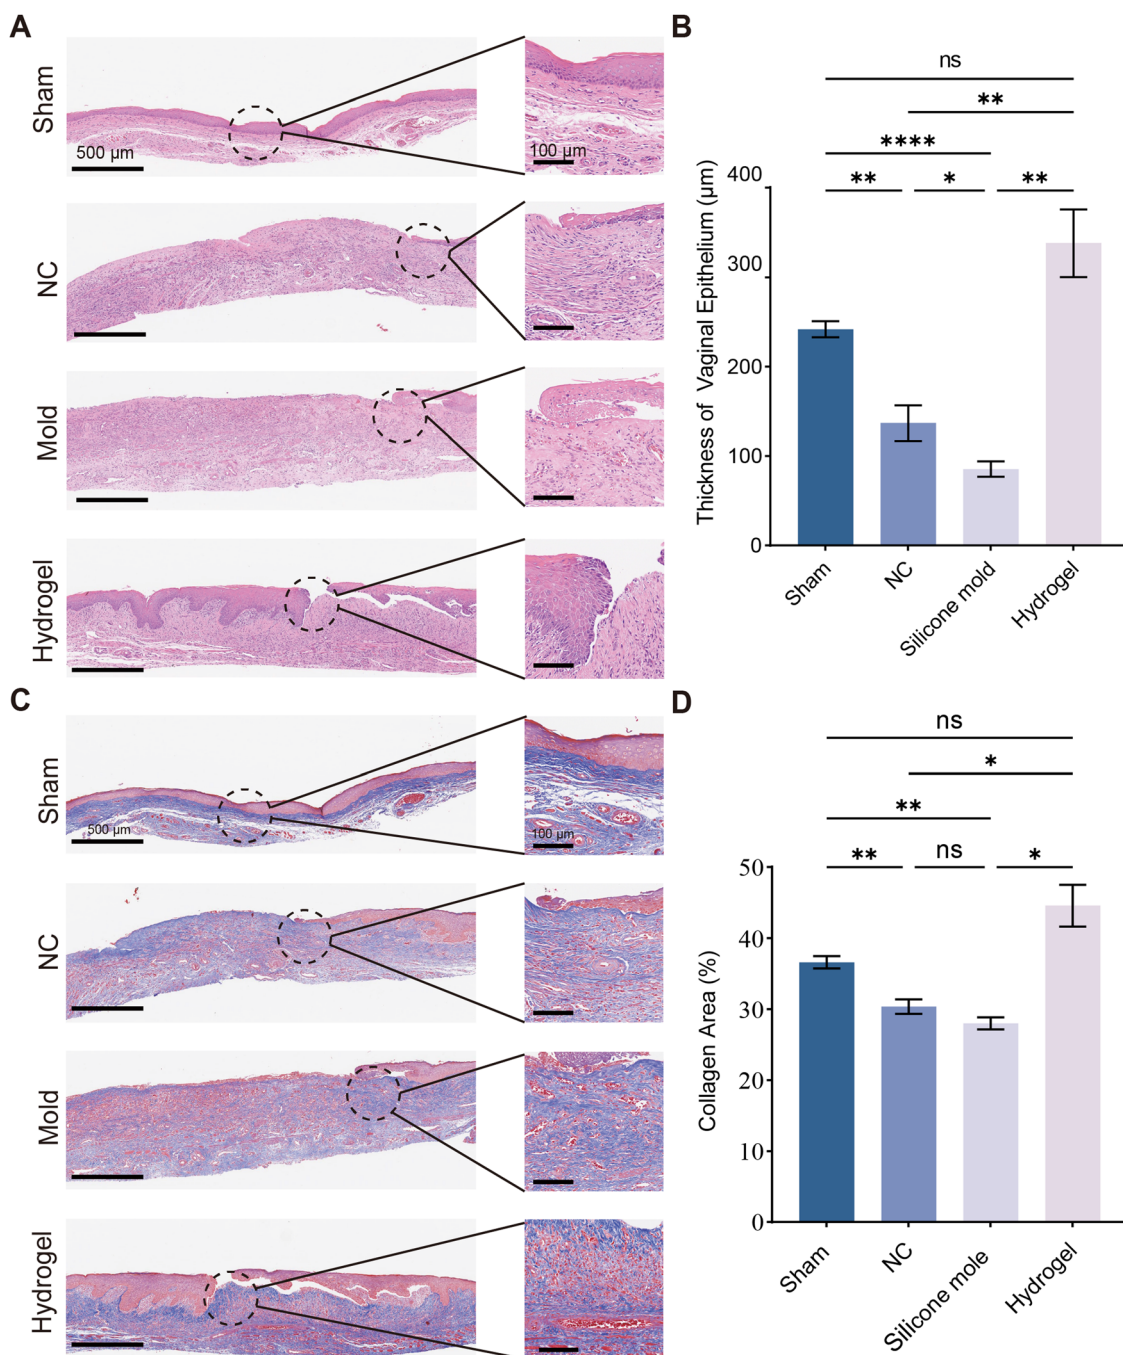 A
Sham
500 µm
100 µm
NC
Mold
Hydrogel
B
ns
**
****
** * **
Thickness of Vaginal Epithelium (µm)
400
300
200
100
0
Sham
NC
Silicone mold
Hydrogel
C
Sham
500 µm
100 µm
NC
Mold
Hydrogel
D
ns
*
**
** ns *
Collagen Area (%)
50
40
30
20
10
0
Sham
NC
Silicone mole
Hydrogel